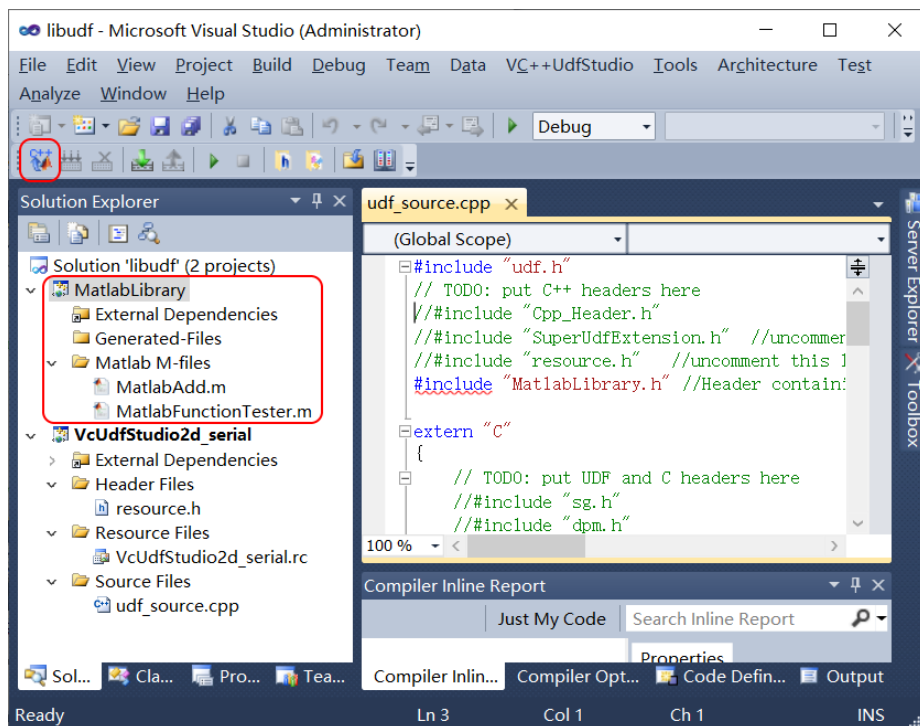 libudf - Microsoft Visual Studio (Administrator)
File Edit View Project Build Debug Team Data VC++UdfStudio Tools Architecture Test
Analyze Window Help
Debug
Solution Explorer
Solution 'libudf' (2 projects)
MatlabLibrary
External Dependencies
Generated-Files
Matlab M-files
MatlabAdd.m
MatlabFunctionTester.m
VcUdfStudio2d_serial
External Dependencies
Header Files
resource.h
Resource Files
VcUdfStudio2d_serial.rc
Source Files
udf_source.cpp
Sol... Cla... Pro... Tea...
udf_source.cpp
(Global Scope)
#include "udf.h"
// TODO: put C++ headers here
//#include "Cpp_Header.h"
//#include "SuperUdfExtension.h" //uncommen
//#include "resource.h" //uncomment this l
#include "MatlabLibrary.h" //Header contain
extern "C"
{
// TODO: put UDF and C headers here
//#include "sg.h"
//#include "dpm.h"
100 %
Compiler Inline Report
Just My Code Search Inline Report
Properties
Compiler Inlin... Compiler Opt... Code Defin... Output
Server Explorer
Toolbox
Ready Ln 3 Col 1 Ch 1 INS